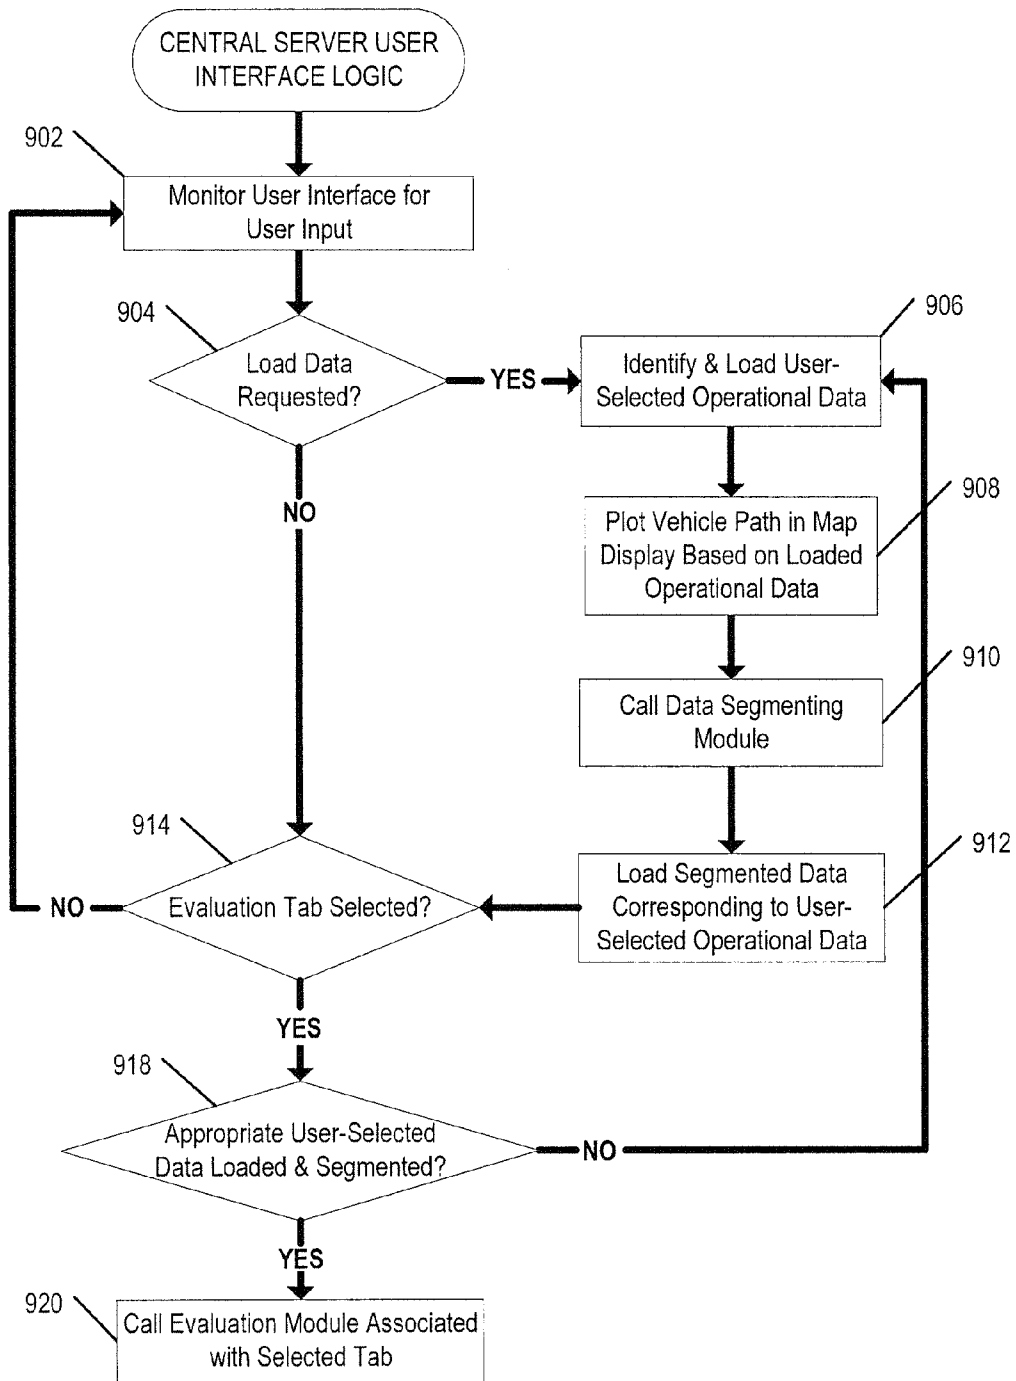 CENTRAL SERVER USER
INTERFACE LOGIC
902
Monitor User Interface for
User Input
904
Load Data
Requested?
YES
906
Identify & Load User-
Selected Operational Data
NO
908
Plot Vehicle Path in Map
Display Based on Loaded
Operational Data
910
Call Data Segmenting
Module
912
Load Segmented Data
Corresponding to User-
Selected Operational Data
914
Evaluation Tab Selected?
NO
YES
918
Appropriate User-Selected
Data Loaded & Segmented?
NO
YES
920
Call Evaluation Module Associated
with Selected Tab